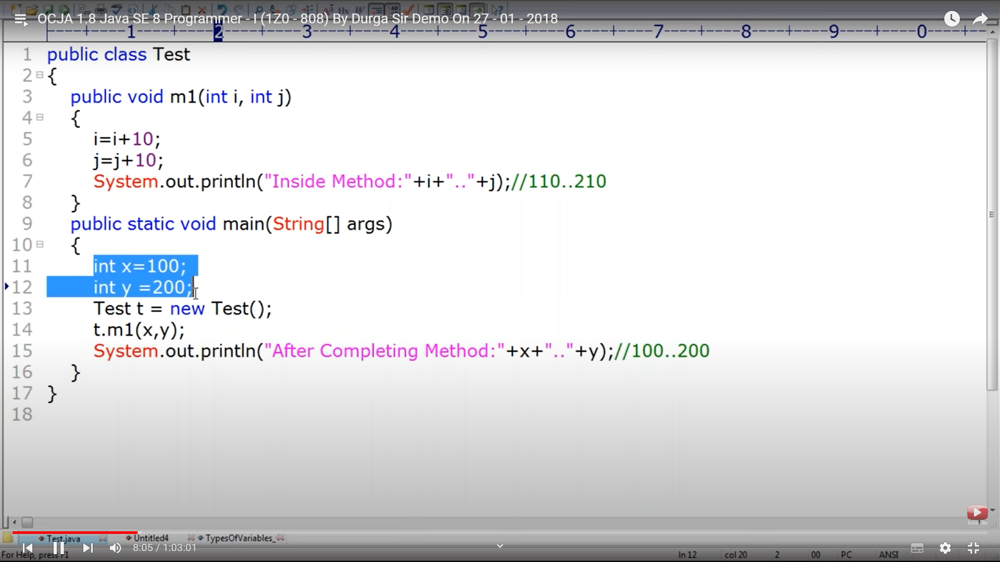 OCJA 1.8 Java SE 8 Programmer - I (1Z0 - 808) By Durga Sir Demo On 27 - 01 - 2018
----+----1----+----2----+----3----+----4----+----5----+----6----+----7----+----8----+----9----+----0----+--
1 public class Test
2 {
3 public void m1(int i, int j)
4 {
5 i=i+10;
6 j=j+10;
7 System.out.println("Inside Method:"+i+".."+j);//110..210
8 }
9 public static void main(String[] args)
10 {
11 int x=100;
12 int y =200;
13 Test t = new Test();
14 t.m1(x,y);
15 System.out.println("After Completing Method:"+x+".."+y);//100..200
16 }
17 }
18
Subscribe
Test.java Untitled4 TypesOfVariables_
8:05 / 1:03:01
For Help, press F1 ln 12 col 20 2 00 PC ANSI